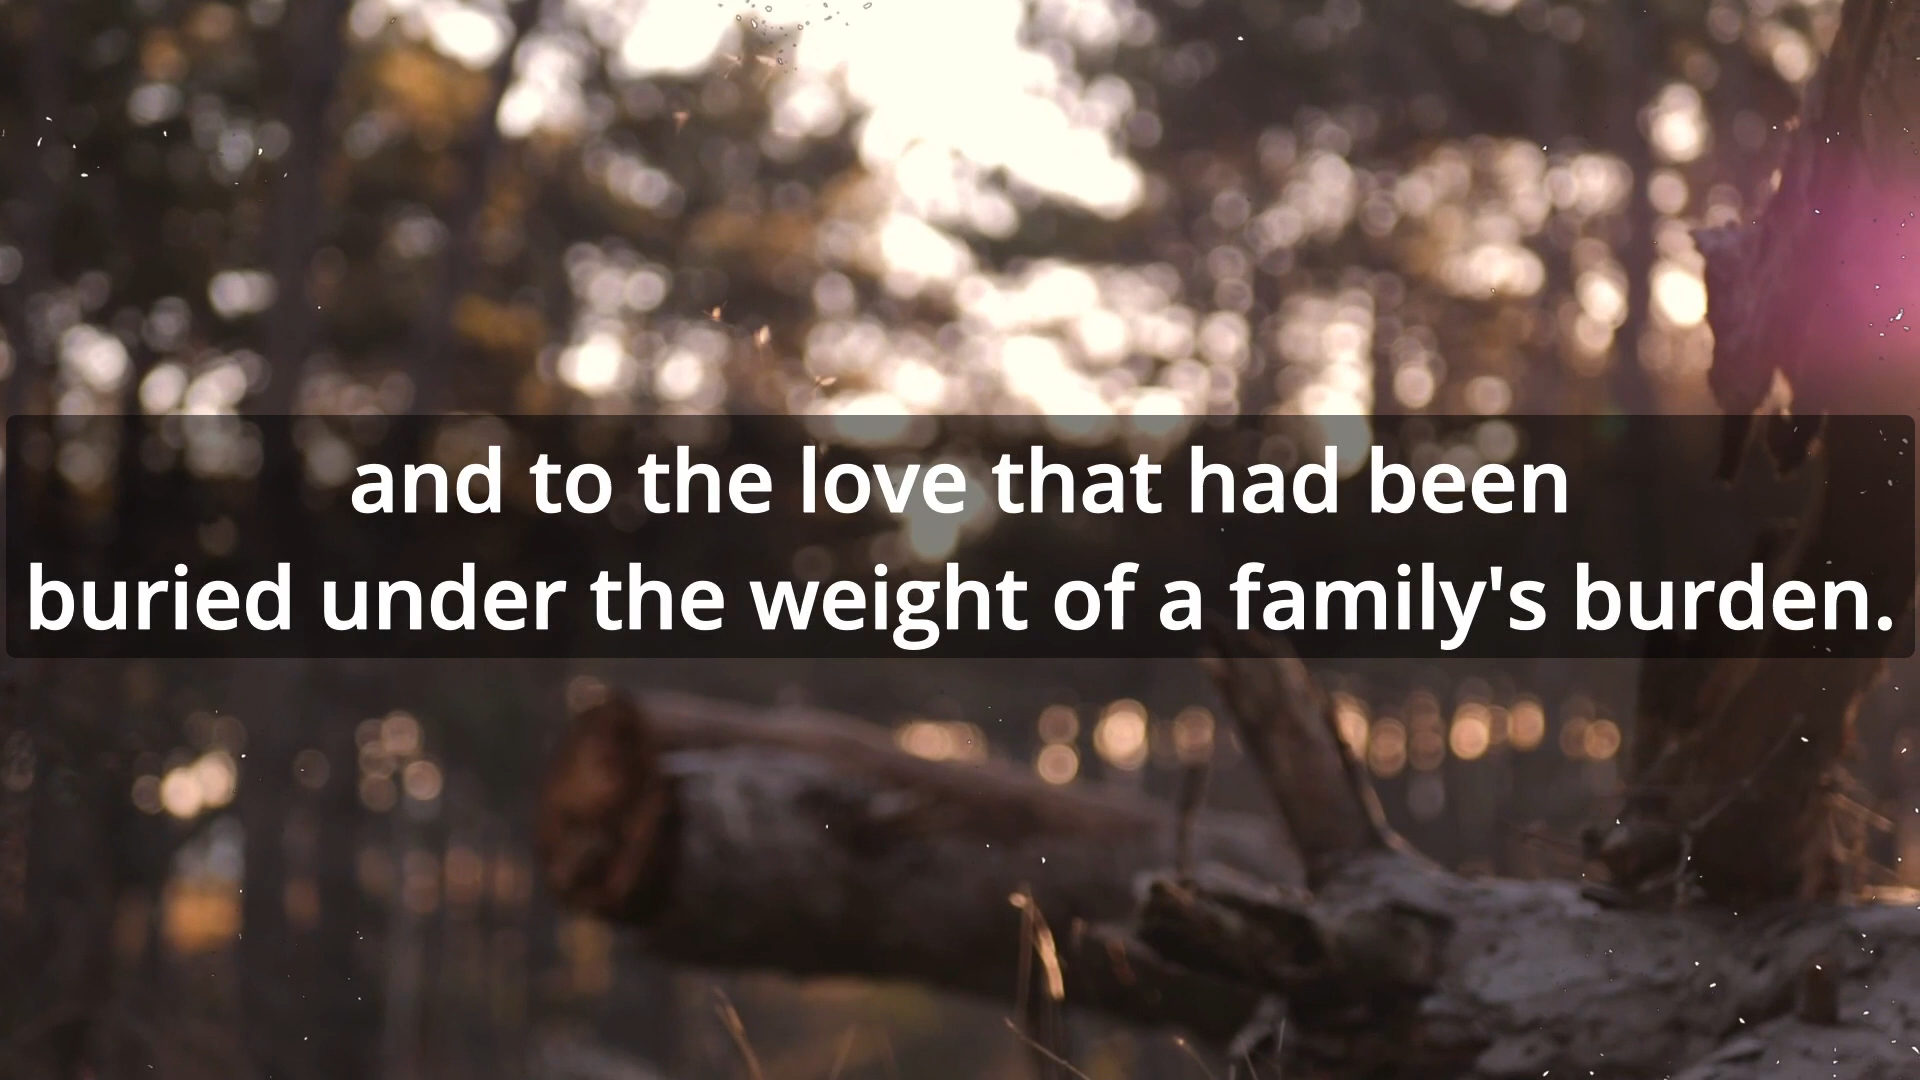 and to the love that had been
buried under the weight of a family's burden.